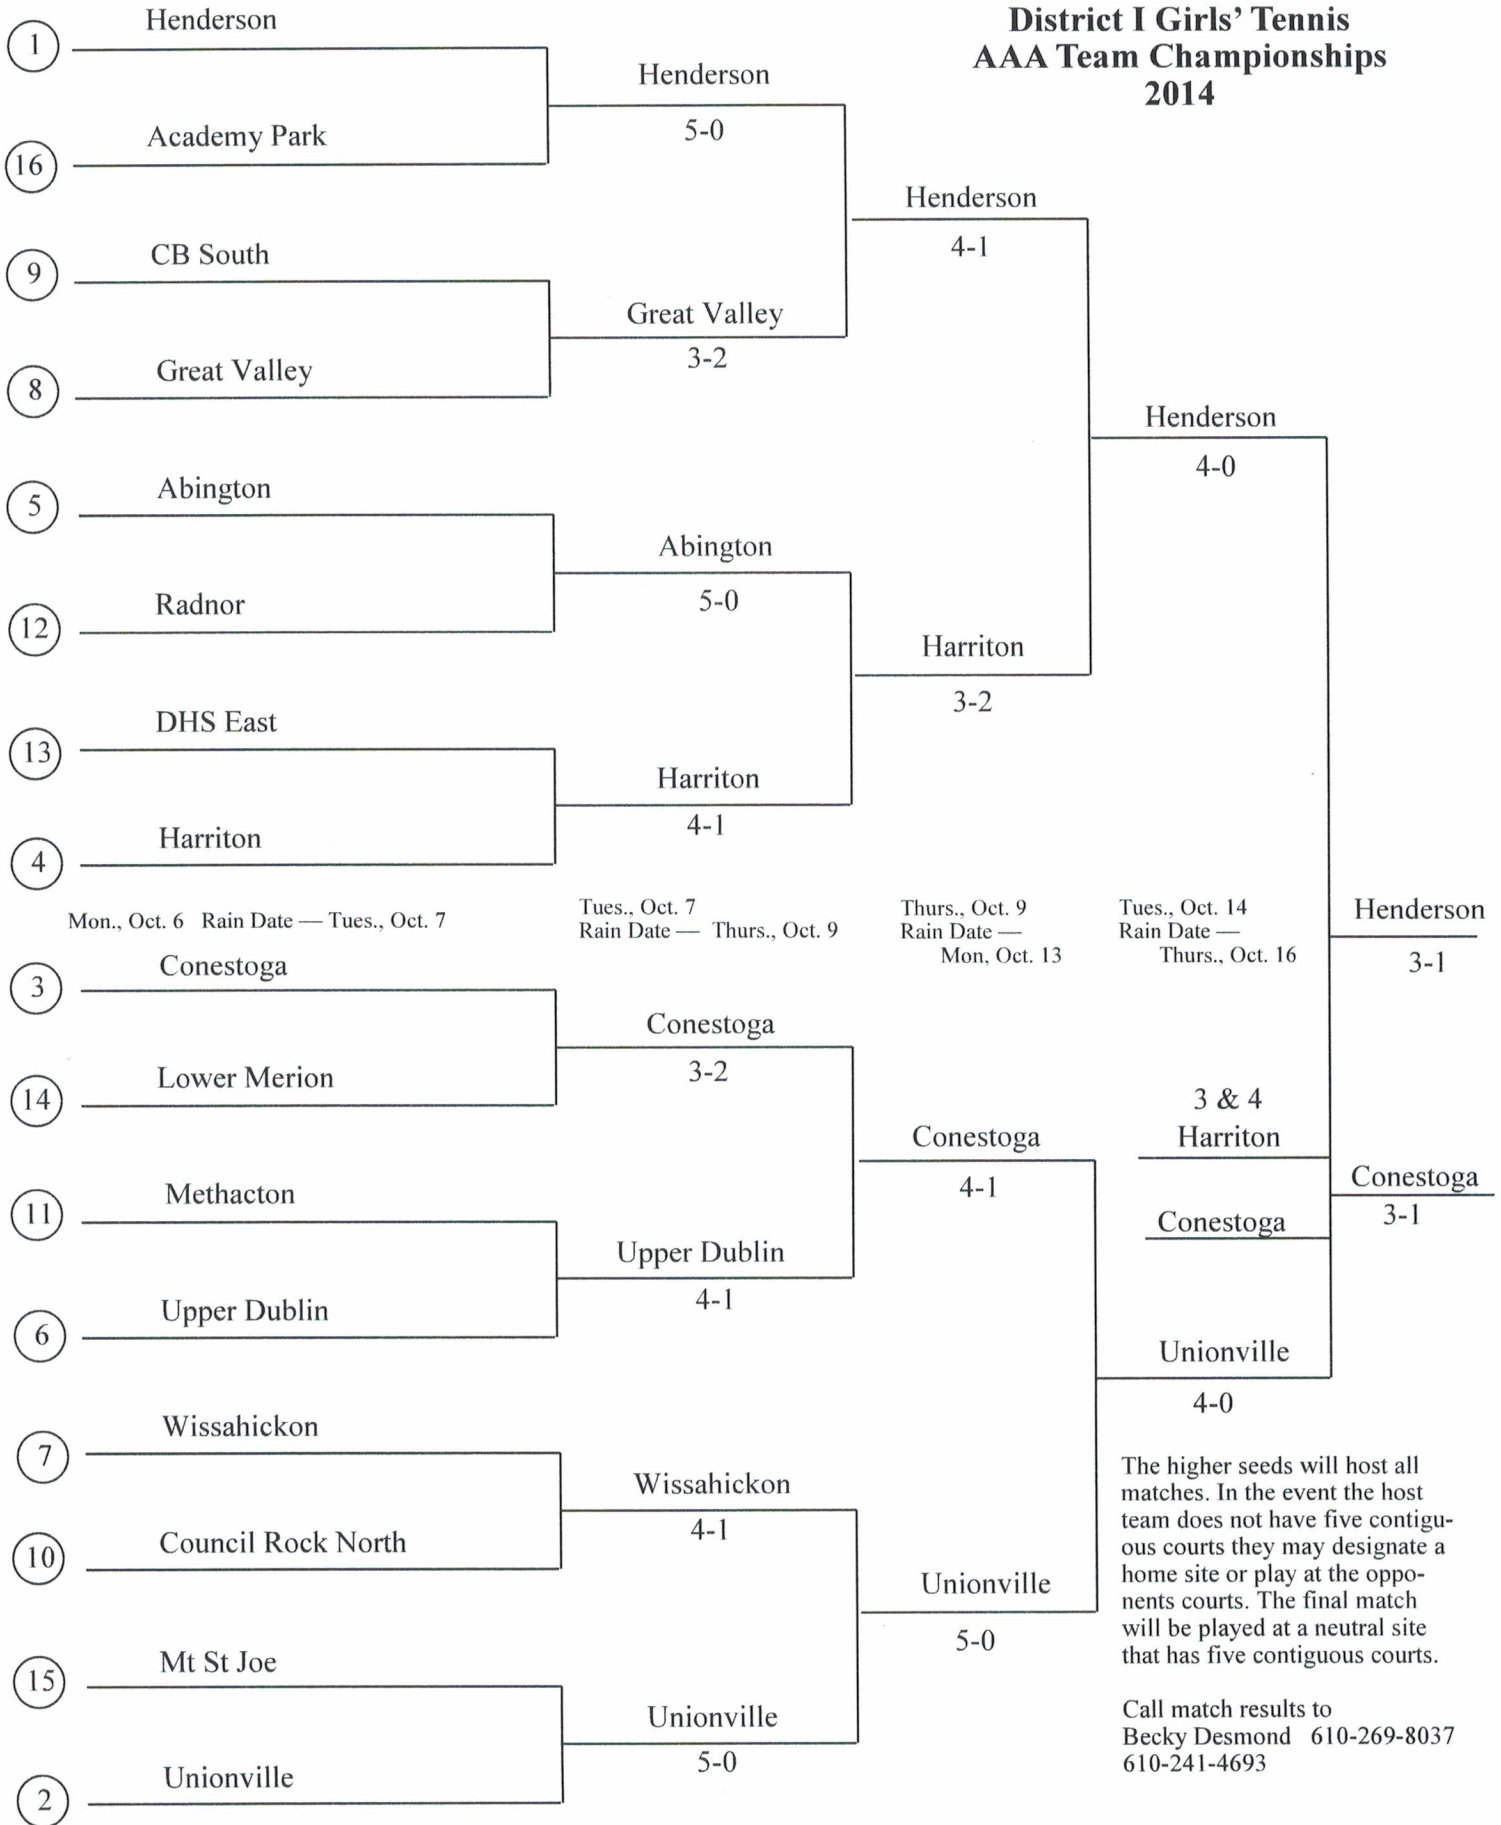 District I Girls’ Tennis
AAA Team Championships
2014
1
Henderson
16
Academy Park
9
CB South
8
Great Valley
5
Abington
12
Radnor
13
DHS East
4
Harriton
Mon., Oct. 6 Rain Date — Tues., Oct. 7
3
Conestoga
14
Lower Merion
11
Methacton
6
Upper Dublin
7
Wissahickon
10
Council Rock North
15
Mt St Joe
2
Unionville
Henderson
5-0
Great Valley
3-2
Abington
5-0
Harriton
4-1
Tues., Oct. 7
Rain Date — Thurs., Oct. 9
Conestoga
3-2
Upper Dublin
4-1
Wissahickon
4-1
Unionville
5-0
Henderson
4-1
Harriton
3-2
Thurs., Oct. 9
Rain Date —
Mon, Oct. 13
Conestoga
4-1
Unionville
5-0
Henderson
4-0
Tues., Oct. 14
Rain Date —
Thurs., Oct. 16
Unionville
4-0
Henderson
3-1
3 & 4
Harriton
Conestoga
Conestoga
3-1
The higher seeds will host all
matches. In the event the host
team does not have five contigu-
ous courts they may designate a
home site or play at the oppo-
nents courts. The final match
will be played at a neutral site
that has five contiguous courts.
Call match results to
Becky Desmond 610-269-8037
610-241-4693